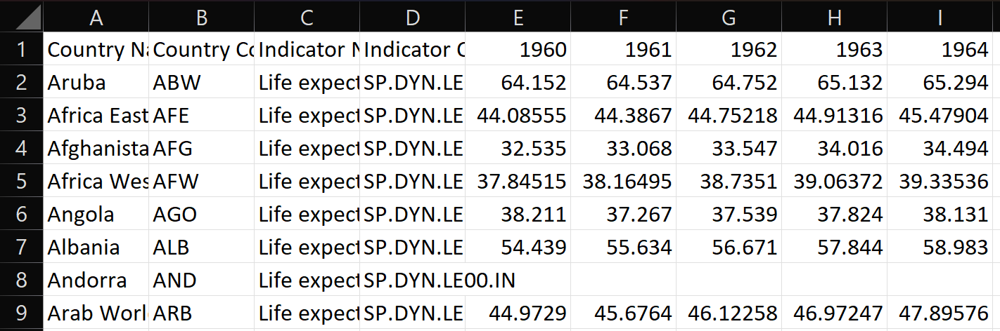 A B C D E F G H I
1 Country Na Country Co Indicator N Indicator C 1960 1961 1962 1963 1964
2 Aruba ABW Life expect SP.DYN.LE 64.152 64.537 64.752 65.132 65.294
3 Africa East AFE Life expect SP.DYN.LE 44.08555 44.3867 44.75218 44.91316 45.47904
4 Afghanista AFG Life expect SP.DYN.LE 32.535 33.068 33.547 34.016 34.494
5 Africa Wes AFW Life expect SP.DYN.LE 37.84515 38.16495 38.7351 39.06372 39.33536
6 Angola AGO Life expect SP.DYN.LE 38.211 37.267 37.539 37.824 38.131
7 Albania ALB Life expect SP.DYN.LE 54.439 55.634 56.671 57.844 58.983
8 Andorra AND Life expect SP.DYN.LE00.IN
9 Arab Worl ARB Life expect SP.DYN.LE 44.9729 45.6764 46.12258 46.97247 47.89576